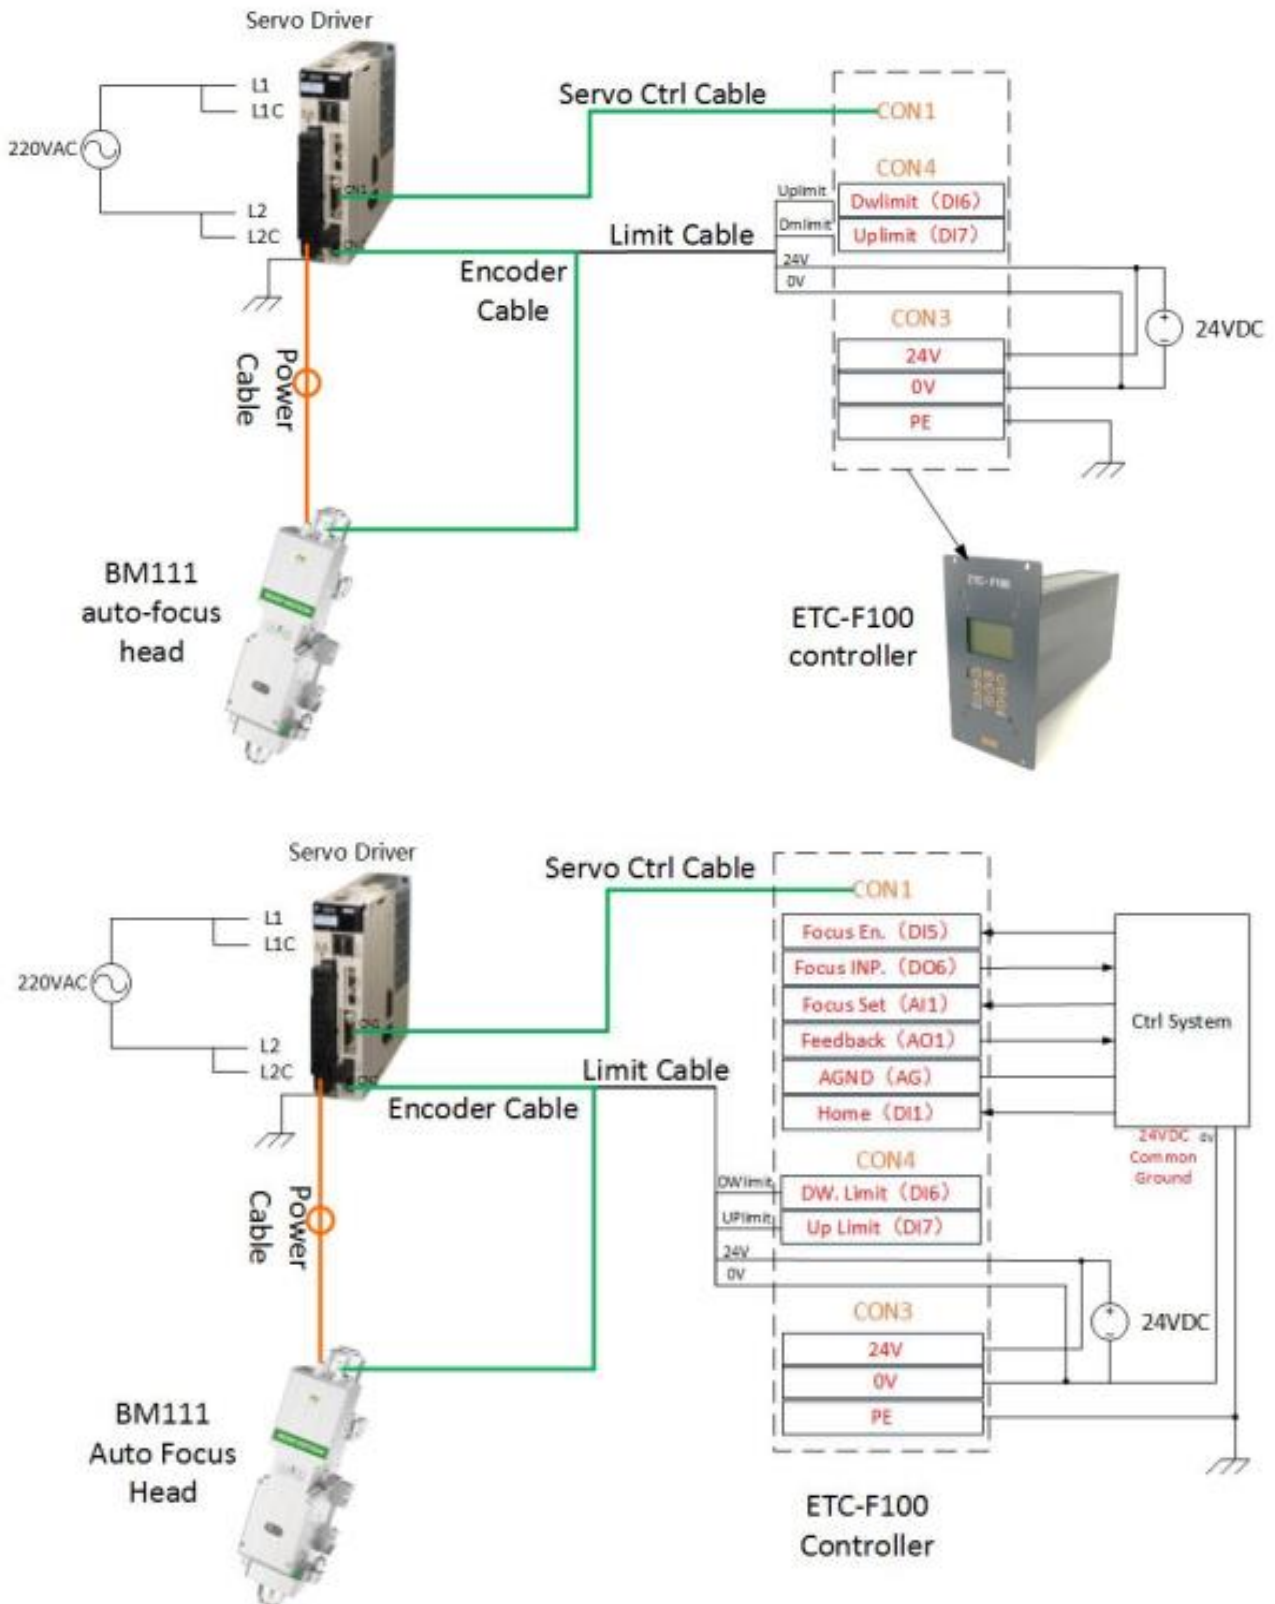 Servo Driver
L1
L1C
220VAC
L2
L2C
CN1
Servo Ctrl Cable
CON1
CON4
Uplimit
Dwlimit（DI6）
Dmlimit
Uplimit（DI7）
Limit Cable
24V
0V
Encoder
Cable
CON3
24V
0V
PE
24VDC
Power
Cable
BM111
auto-focus
head
ETC-F100
controller
ETC-F100
Servo Driver
L1
L1C
220VAC
L2
L2C
Servo Ctrl Cable
CON1
Focus En.（DI5）
Focus INP.（DO6）
Focus Set（AI1）
Feedback（AO1）
AGND（AG）
Home（DI1）
Ctrl System
24VDC
Common
Ground
0V
Limit Cable
Encoder Cable
CON4
DWlimit
DW. Limit（DI6）
UPlimit
Up Limit（DI7）
24V
0V
CON3
24V
0V
PE
24VDC
Power
Cable
BM111
Auto Focus
Head
ETC-F100
Controller